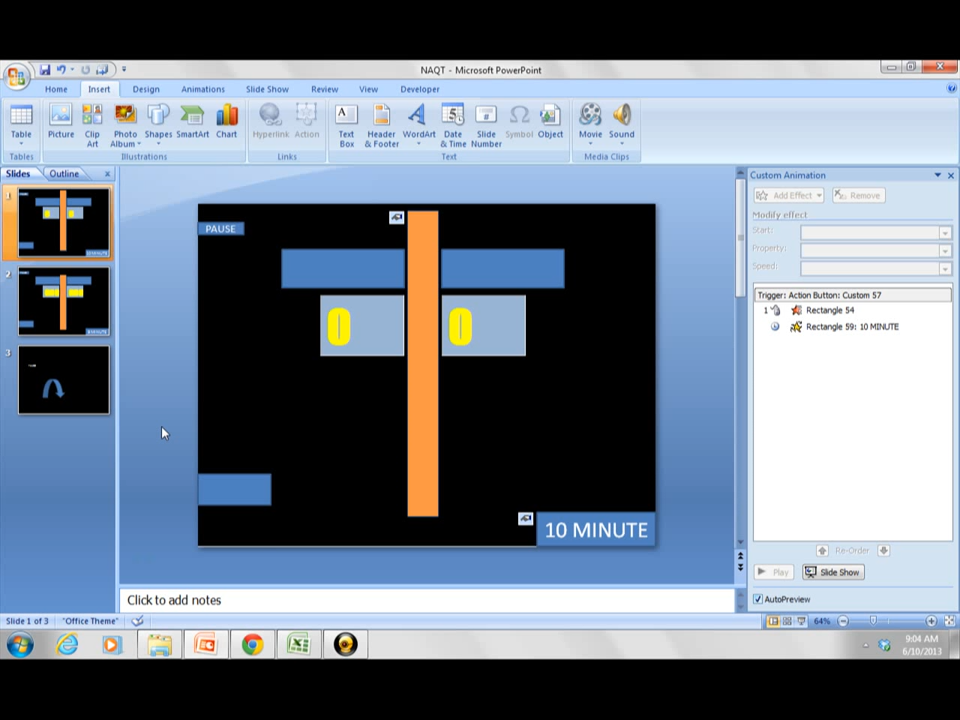 NAQT - Microsoft PowerPoint
Home Insert Design Animations Slide Show Review View Developer
Table Picture Clip Art Photo Album Shapes SmartArt Chart Hyperlink Action Text Box Header & Footer WordArt Date & Time Slide Number Symbol Object Movie Sound
Tables Illustrations Links Text Media Clips
Slides Outline
Custom Animation
Add Effect Remove
Modify effect
Start:
Property:
Speed:
Trigger: Action Button: Custom 57
1 Rectangle 54
Rectangle 59: 10 MINUTE
1
2
3
PAUSE
0 0
10 MINUTE
Re-Order
Play Slide Show
AutoPreview
Click to add notes
Slide 1 of 3 "Office Theme" 64%
9:04 AM
6/10/2013